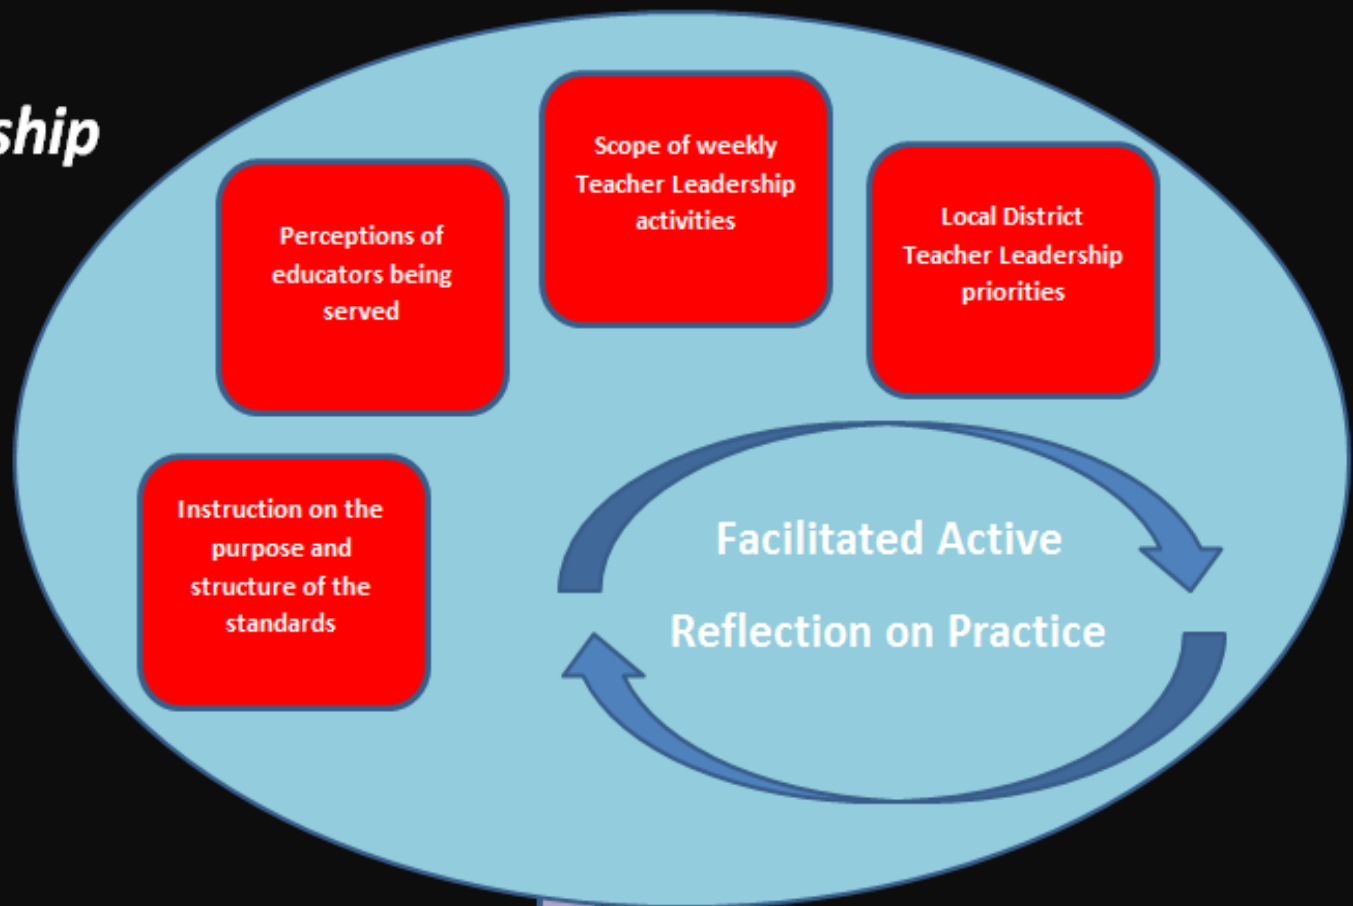 ship
Scope of weekly
Teacher Leadership
activities
Perceptions of
educators being
served
Local District
Teacher Leadership
priorities
Instruction on the
purpose and
structure of the
standards
Facilitated Active
Reflection on Practice